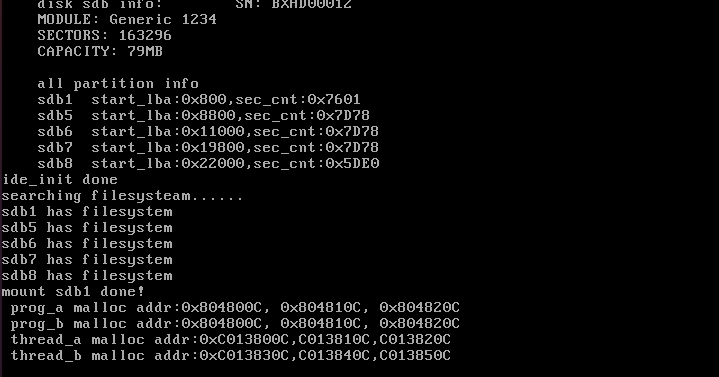 disk sdb info: SN: BXHD00012
MODULE: Generic 1234
SECTORS: 163296
CAPACITY: 79MB
all partition info
sdb1 start_lba:0x800,sec_cnt:0x7601
sdb5 start_lba:0x8800,sec_cnt:0x7D78
sdb6 start_lba:0x11000,sec_cnt:0x7D78
sdb7 start_lba:0x19800,sec_cnt:0x7D78
sdb8 start_lba:0x22000,sec_cnt:0x5DE0
ide_init done
searching filesysteam......
sdb1 has filesystem
sdb5 has filesystem
sdb6 has filesystem
sdb7 has filesystem
sdb8 has filesystem
mount sdb1 done!
prog_a malloc addr:0x804800C, 0x804810C, 0x804820C
prog_b malloc addr:0x804800C, 0x804810C, 0x804820C
thread_a malloc addr:0xC013800C,C013810C,C013820C
thread_b malloc addr:0xC013830C,C013840C,C013850C